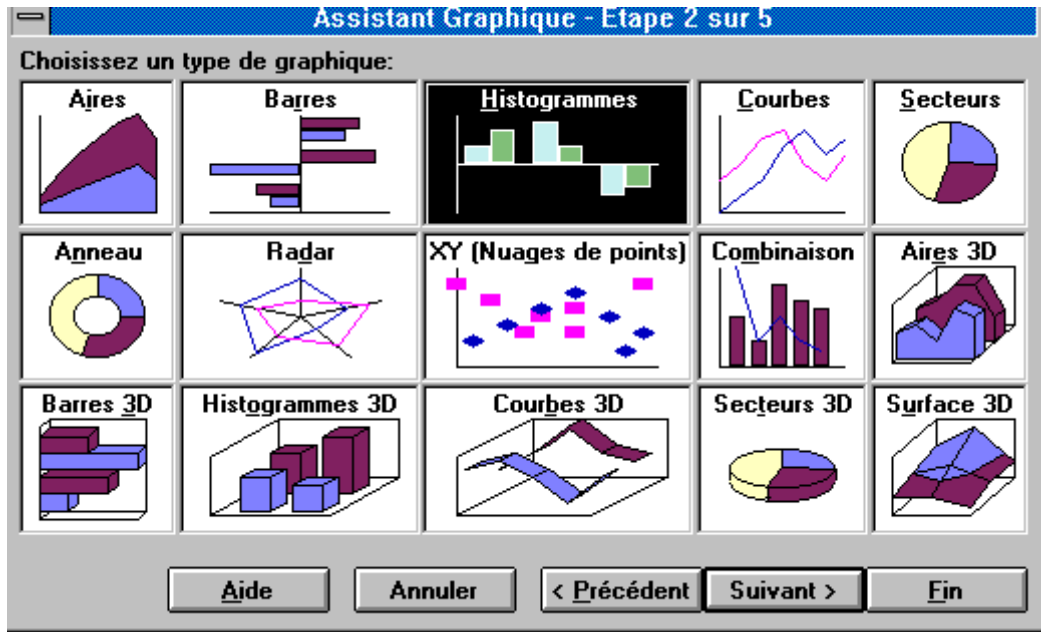 Assistant Graphique - Etape 2 sur 5
Choisissez un type de graphique:
Aires Barres Histogrammes Courbes Secteurs
Anneau Radar XY (Nuages de points) Combinaison Aires 3D
Barres 3D Histogrammes 3D Courbes 3D Secteurs 3D Surface 3D
Aide Annuler < Précédent Suivant > Fin